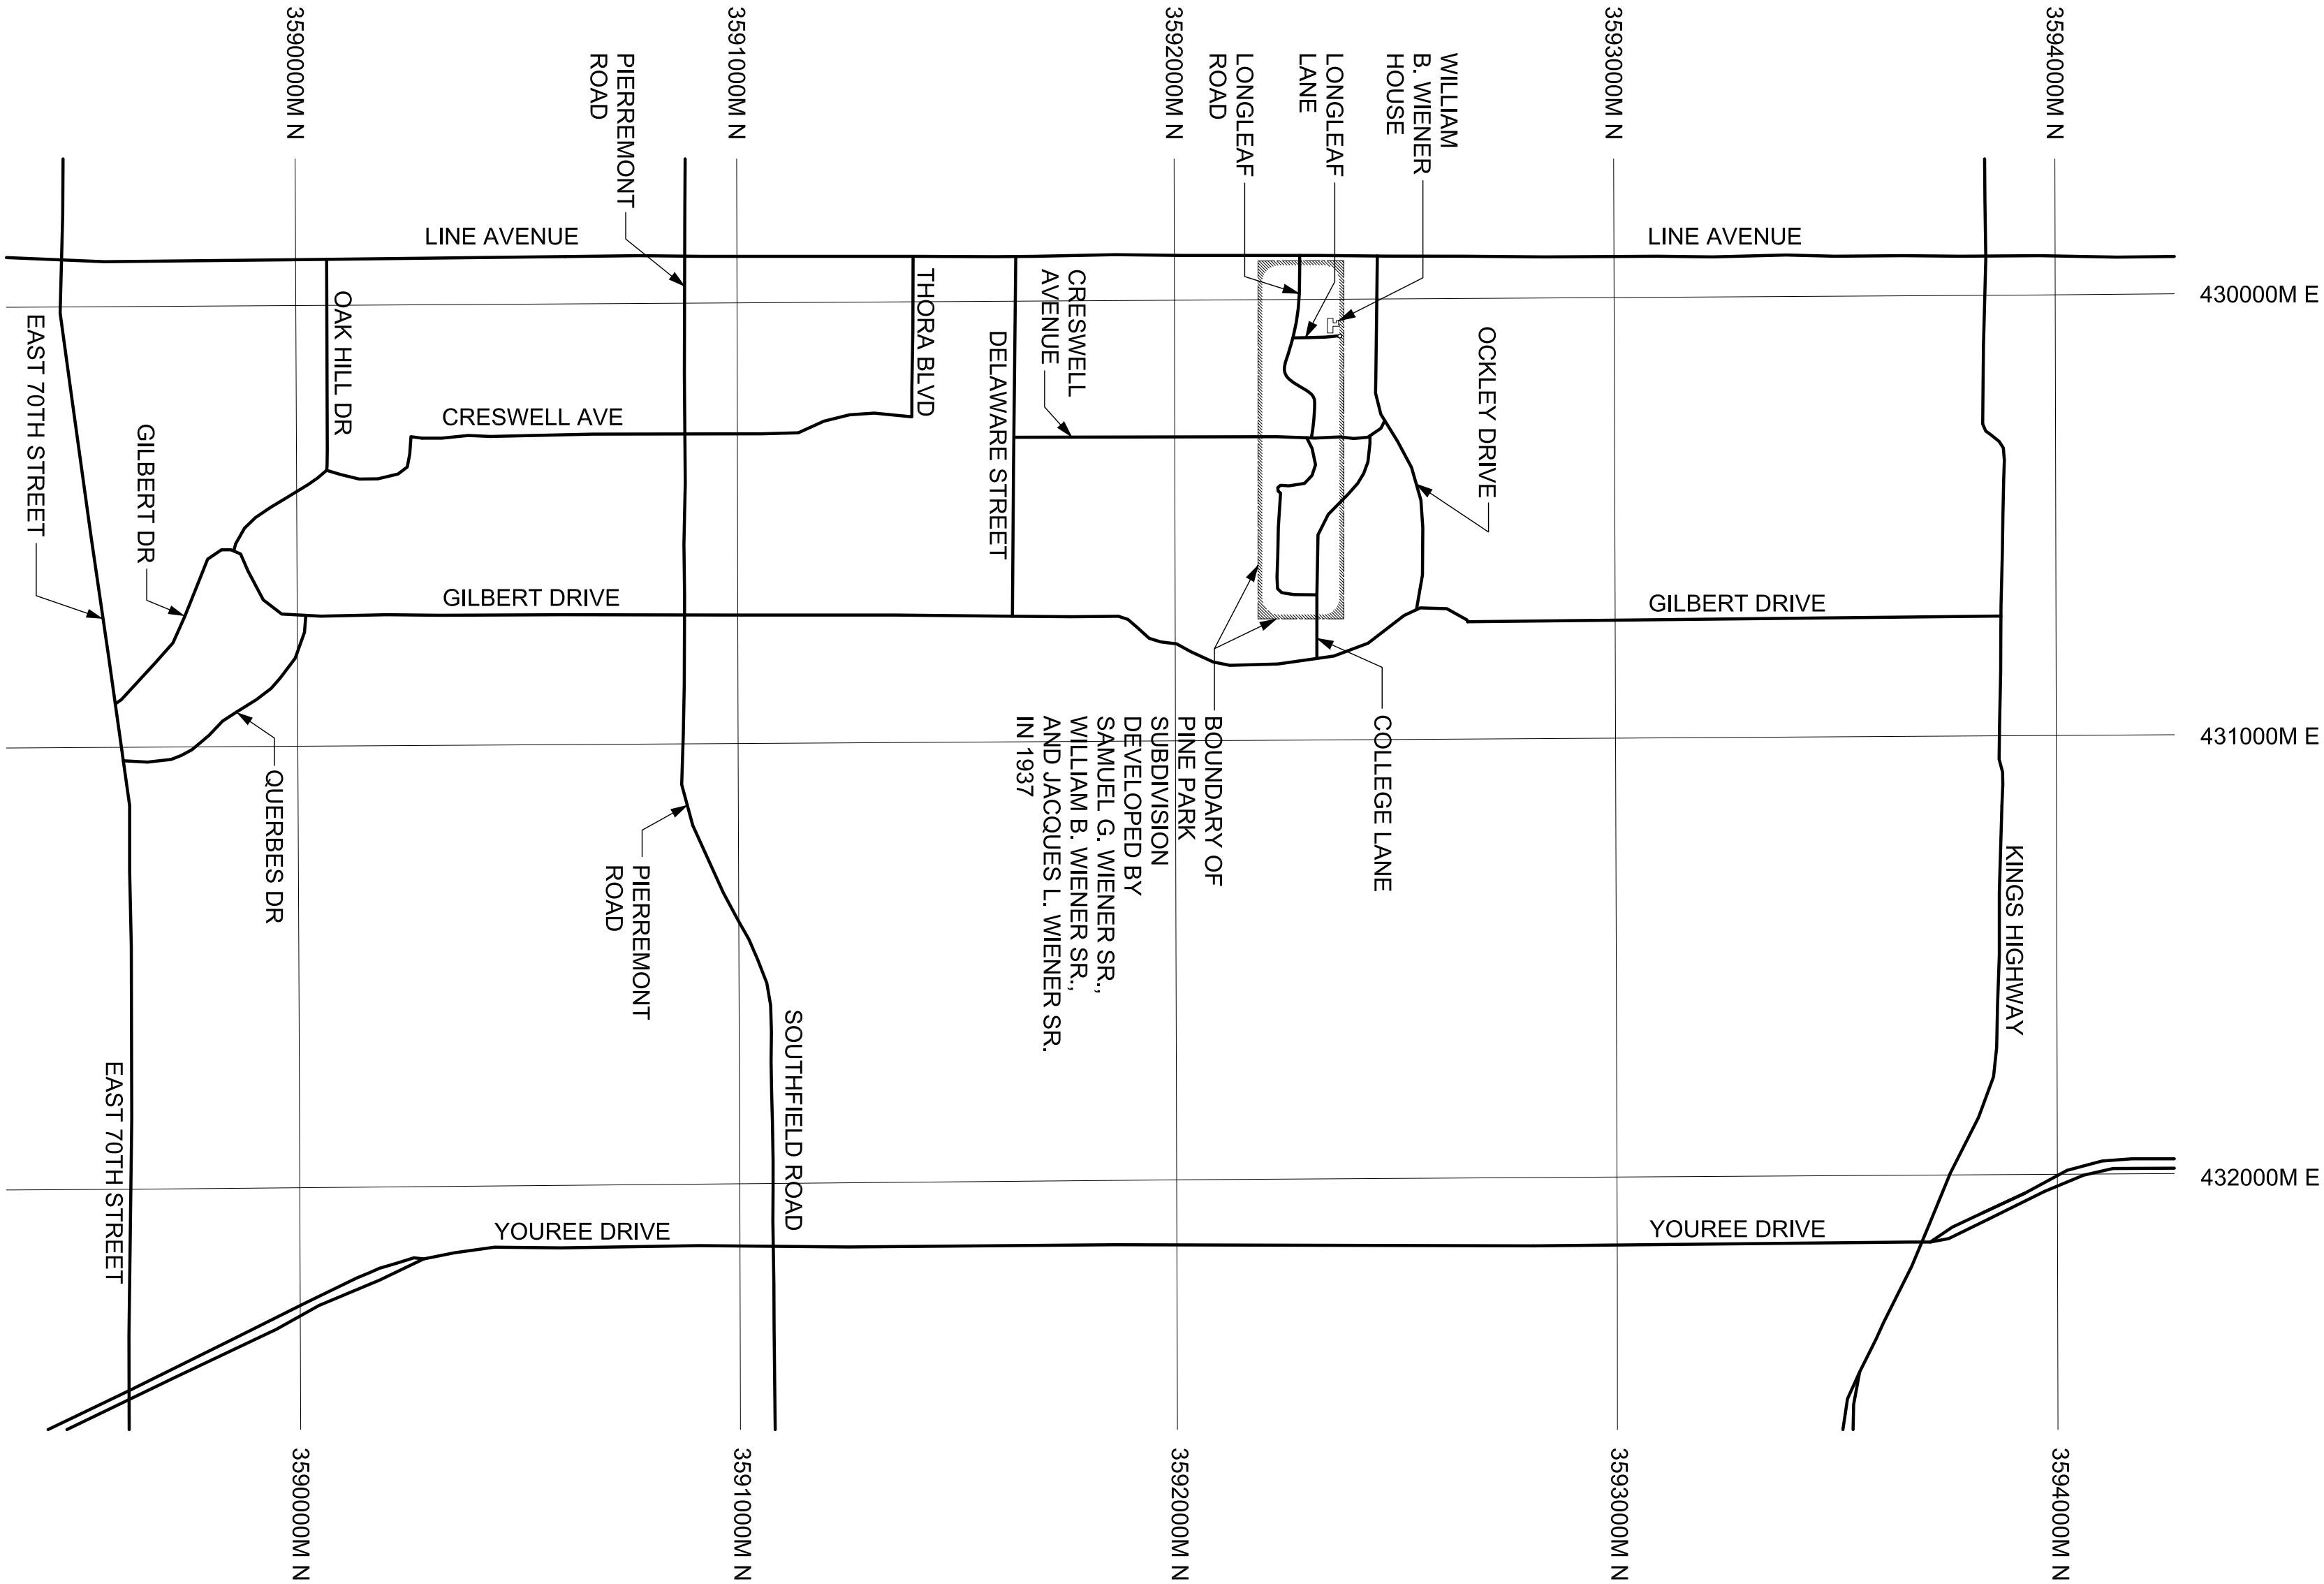 3590000M N
3591000M N
3592000M N
3593000M N
3594000M N
PIERREMONT
ROAD
LONGLEAF
ROAD
LONGLEAF
LANE
WILLIAM
B. WIENER
HOUSE
LINE AVENUE
LINE AVENUE
430000M E
OAK HILL DR
THORA BLVD
CRESWELL
AVENUE
DELAWARE STREET
OCKLEY DRIVE
EAST 70TH STREET
GILBERT DR
CRESWELL AVE
GILBERT DRIVE
GILBERT DRIVE
431000M E
BOUNDARY OF
PINE PARK
SUBDIVISION
DEVELOPED BY
SAMUEL G. WIENER SR.,
WILLIAM B. WIENER SR.,
AND JACQUES L. WIENER SR.
IN 1937
COLLEGE LANE
QUERBES DR
PIERREMONT
ROAD
KINGS HIGHWAY
SOUTHFIELD ROAD
EAST 70TH STREET
432000M E
YOUREE DRIVE
YOUREE DRIVE
3590000M N
3591000M N
3592000M N
3593000M N
3594000M N